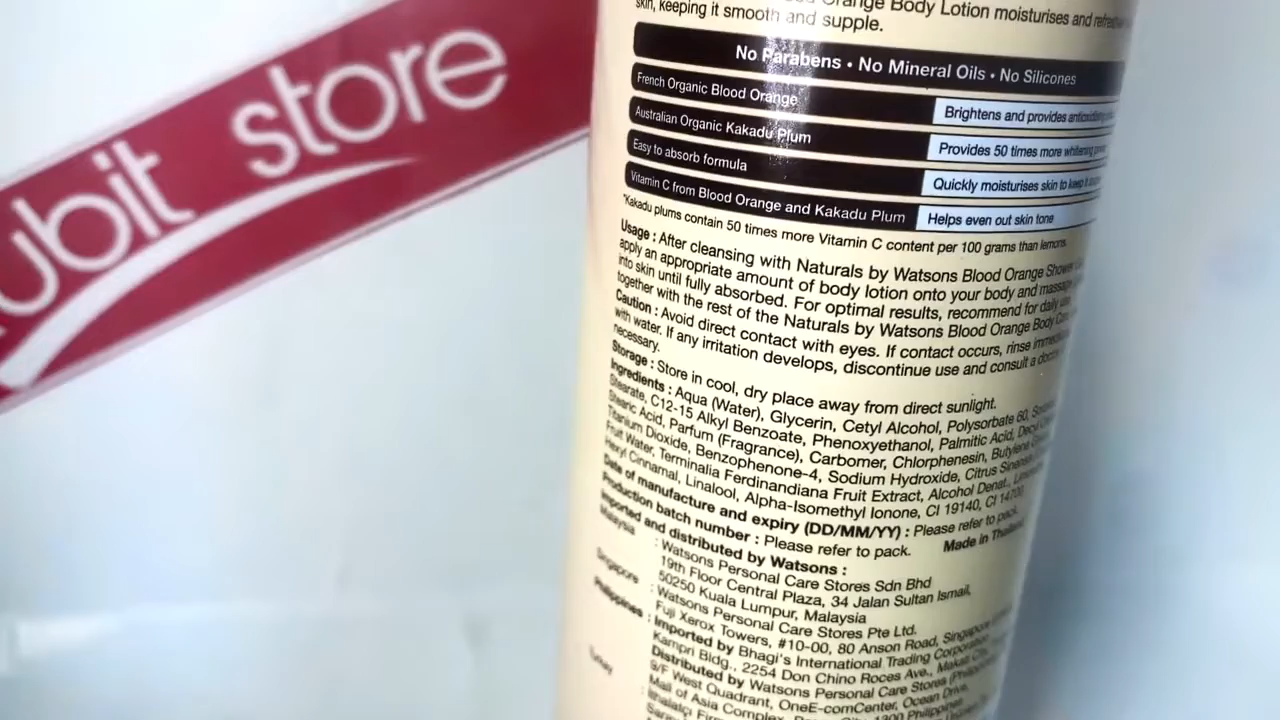 ubit store
Orange Body Lotion moisturises and
skin, keeping it smooth and supple.
No Parabens • No Mineral Oils • No Silicones
French Organic Blood Orange
Brightens and provides
Australian Organic Kakadu Plum
Provides 50 times more whitening
Easy to absorb formula
Quickly moisturises skin to keep it
Vitamin C from Blood Orange and Kakadu Plum
Helps even out skin tone
*Kakadu plums contain 50 times more Vitamin C content per 100 grams than lemons.
Usage : After cleansing with Naturals by Watsons Blood Orange Shower
apply an appropriate amount of body lotion onto your body and massage
into skin until fully absorbed. For optimal results, recommend for daily use
together with the rest of the Naturals by Watsons Blood Orange Body
Caution : Avoid direct contact with eyes. If contact occurs, rinse
with water. If any irritation develops, discontinue use and consult a
necessary.
Storage : Store in cool, dry place away from direct sunlight.
Ingredients : Aqua (Water), Glycerin, Cetyl Alcohol, Polysorbate 60,
Stearate, C12-15 Alkyl Benzoate, Phenoxyethanol, Palmitic Acid,
Stearic Acid, Parfum (Fragrance), Carbomer, Chlorphenesin, Butylene
Titanium Dioxide, Benzophenone-4, Sodium Hydroxide, Citrus
Fruit Water, Terminalia Ferdinandiana Fruit Extract, Alcohol Denat.,
Hexyl Cinnamal, Linalool, Alpha-Isomethyl Ionone, CI 19140, CI 14700
Date of manufacture and expiry (DD/MM/YY) : Please refer to pack.
Production batch number : Please refer to pack. Made in Thailand
Imported and distributed by Watsons :
Malaysia : Watsons Personal Care Stores Sdn Bhd
19th Floor Central Plaza, 34 Jalan Sultan Ismail,
50250 Kuala Lumpur, Malaysia
Singapore : Watsons Personal Care Stores Pte Ltd.
Fuji Xerox Towers, #10-00, 80 Anson Road, Singapore
Philippines : Imported by Bhagi's International Trading Corporation
Kampri Bldg., 2254 Don Chino Roces Ave., Makati
Distributed by Watsons Personal Care Stores
9/F West Quadrant, OneE-comCenter, Ocean Drive,
Mall of Asia Complex, 1300 Philippines
Turkey